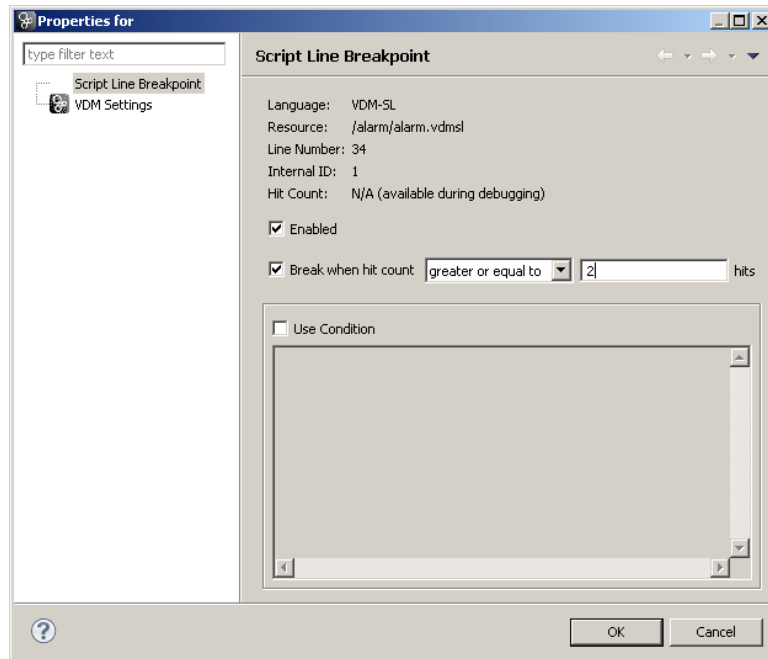 Properties for
type filter text
Script Line Breakpoint
VDM Settings
Script Line Breakpoint
Language: VDM-SL
Resource: /alarm/alarm.vdmsl
Line Number: 34
Internal ID: 1
Hit Count: N/A (available during debugging)
Enabled
Break when hit count greater or equal to 2 hits
Use Condition
? OK Cancel